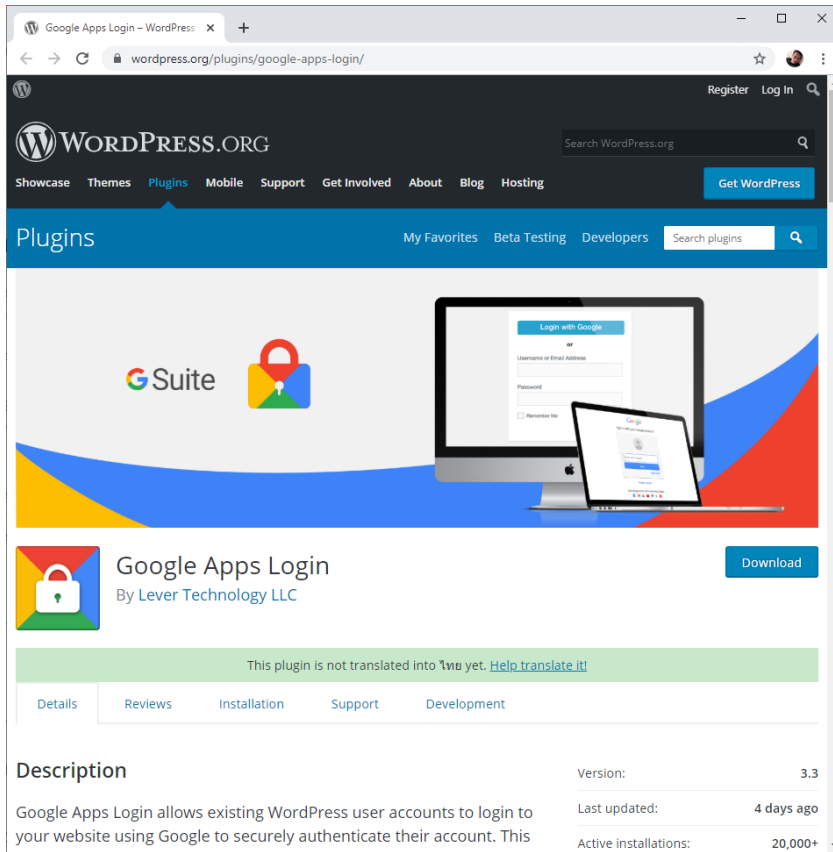 Google Apps Login – WordPress
wordpress.org/plugins/google-apps-login/
Register Log In
WORDPRESS.ORG
Search WordPress.org
Showcase Themes Plugins Mobile Support Get Involved About Blog Hosting Get WordPress
Plugins My Favorites Beta Testing Developers Search plugins
G Suite
Login with Google
or
Username or Email Address
Password
Remember Me
Google
Google Apps Login
By Lever Technology LLC
Download
This plugin is not translated into ไทย yet. Help translate it!
Details Reviews Installation Support Development
Description
Google Apps Login allows existing WordPress user accounts to login to
your website using Google to securely authenticate their account. This
Version: 3.3
Last updated: 4 days ago
Active installations: 20,000+